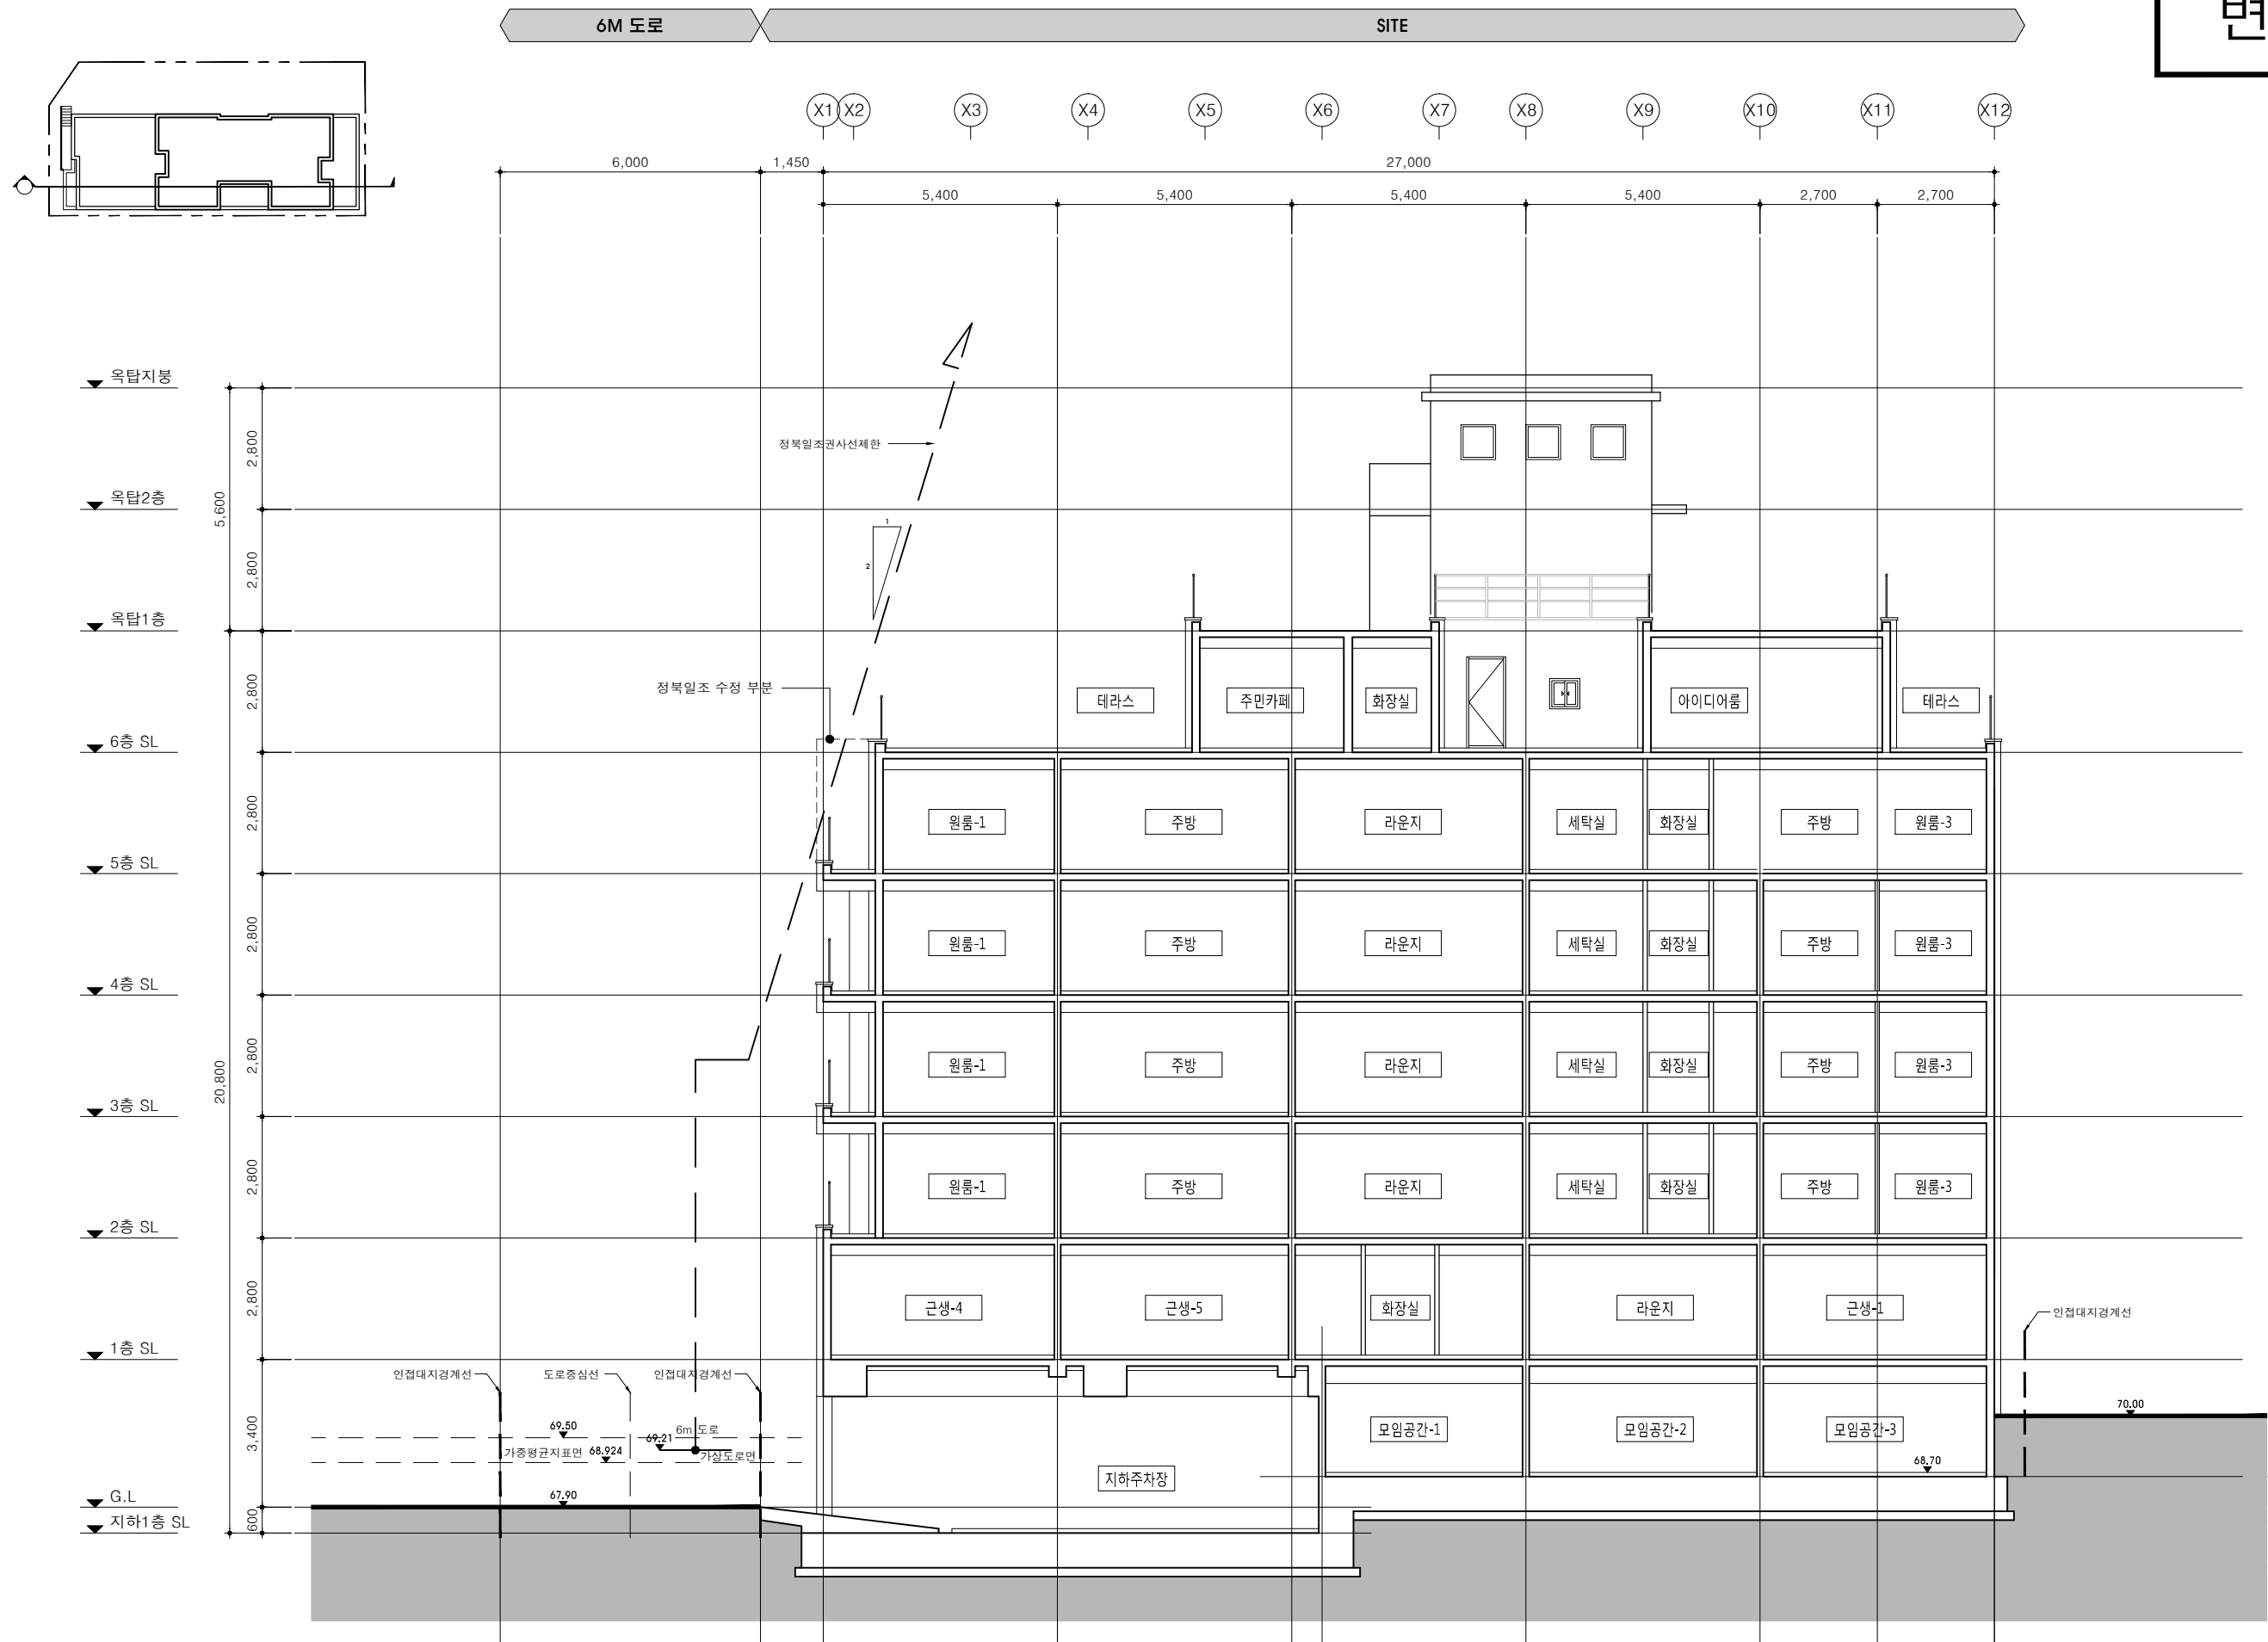 6M 도로
SITE
변
X1
X2
X3
X4
X5
X6
X7
X8
X9
X10
X11
X12
6,000
1,450
27,000
5,400
5,400
5,400
5,400
2,700
2,700
옥탑지붕
2,800
정북일조권사선제한
옥탑2층
5,600
1
2
2,800
옥탑1층
2,800
정북일조 수정 부분
테라스
주민카페
화장실
아이디어룸
테라스
6층 SL
2,800
원룸-1
주방
라운지
세탁실
화장실
주방
원룸-3
5층 SL
2,800
원룸-1
주방
라운지
세탁실
화장실
주방
원룸-3
4층 SL
20,800
2,800
원룸-1
주방
라운지
세탁실
화장실
주방
원룸-3
3층 SL
2,800
원룸-1
주방
라운지
세탁실
화장실
주방
원룸-3
2층 SL
2,800
근생-4
근생-5
화장실
라운지
근생-1
인접대지경계선
1층 SL
인접대지경계선
도로중심선
인접대지경계선
70.00
3,400
69.50
69.21
6m 도로
모임공간-1
모임공간-2
모임공간-3
가중평균지표면
68.924
가상도로면
68.70
지하주차장
G.L
67.90
지하1층 SL
600